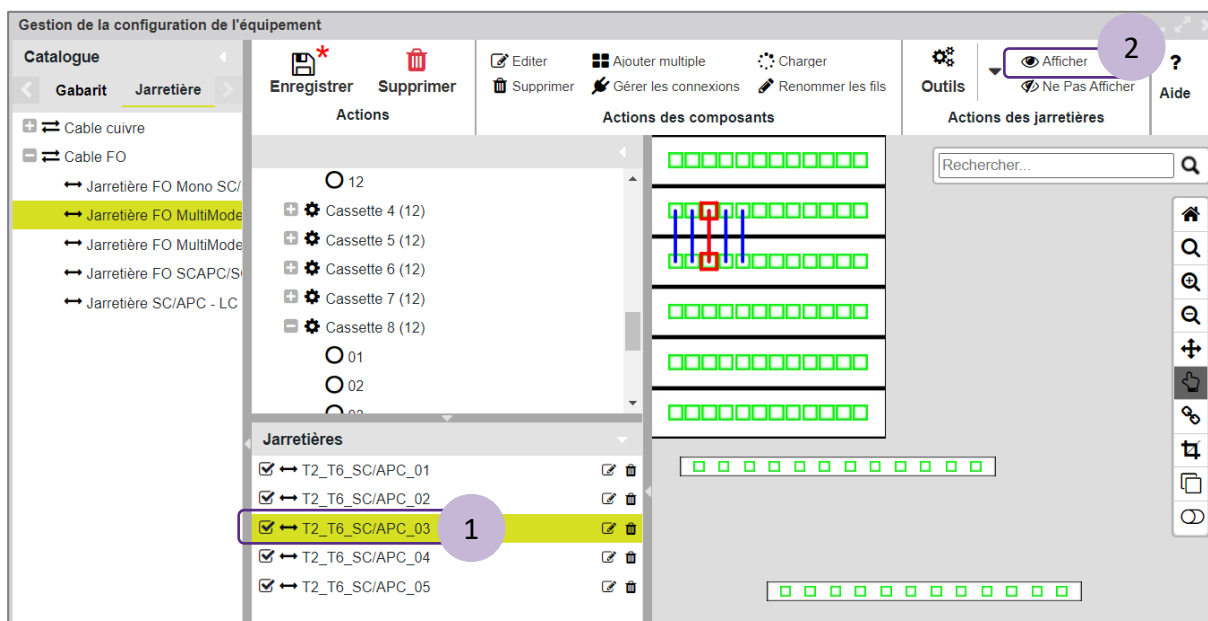 Gestion de la configuration de l'équipement
Catalogue
Gabarit Jarretière
Cable cuivre
Cable FO
Jarretière FO Mono SC/
Jarretière FO MultiMode
Jarretière FO MultiMode
Jarretière FO SCAPC/S
Jarretière SC/APC - LC
Enregistrer * Supprimer
Actions
Editer Ajouter multiple Charger
Supprimer Gérer les connexions Renommer les fils
Actions des composants
Outils
Afficher
Ne Pas Afficher
Actions des jarretières
2
?
Aide
12
Cassette 4 (12)
Cassette 5 (12)
Cassette 6 (12)
Cassette 7 (12)
Cassette 8 (12)
01
02
Rechercher...
Jarretières
T2_T6_SC/APC_01
T2_T6_SC/APC_02
T2_T6_SC/APC_03
1
T2_T6_SC/APC_04
T2_T6_SC/APC_05